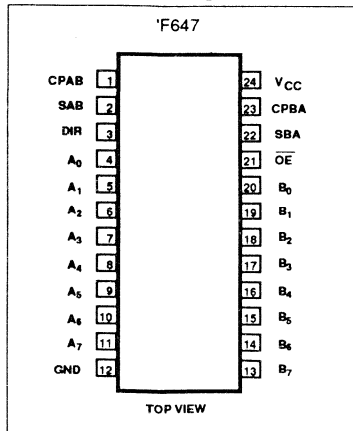 'F647
CPAB 1 24 VCC
SAB 2 23 CPBA
DIR 3 22 SBA
A0 4 21 OE
A1 5 20 B0
A2 6 19 B1
A3 7 18 B2
A4 8 17 B3
A5 9 16 B4
A6 10 15 B5
A7 11 14 B6
GND 12 13 B7
TOP VIEW